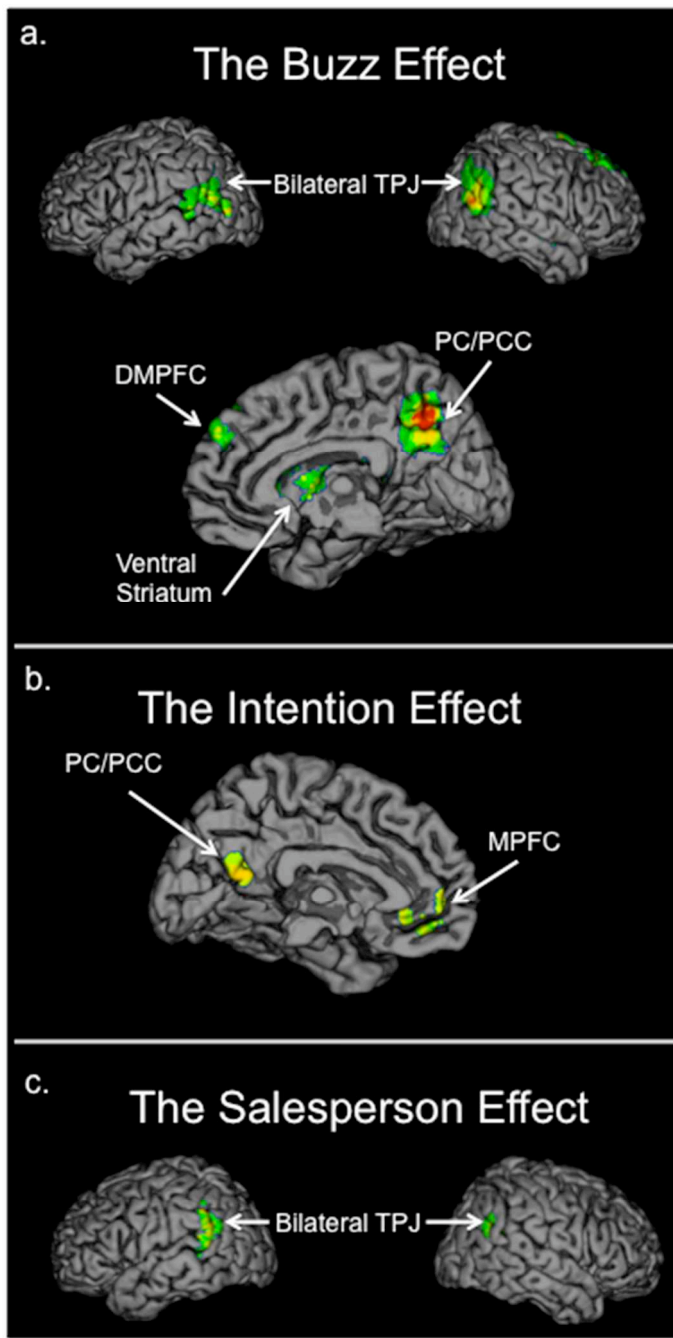 a.
The Buzz Effect
Bilateral TPJ
PC/PCC
DMPFC
Ventral
Striatum
b.
The Intention Effect
PC/PCC
MPFC
c.
The Salesperson Effect
Bilateral TPJ